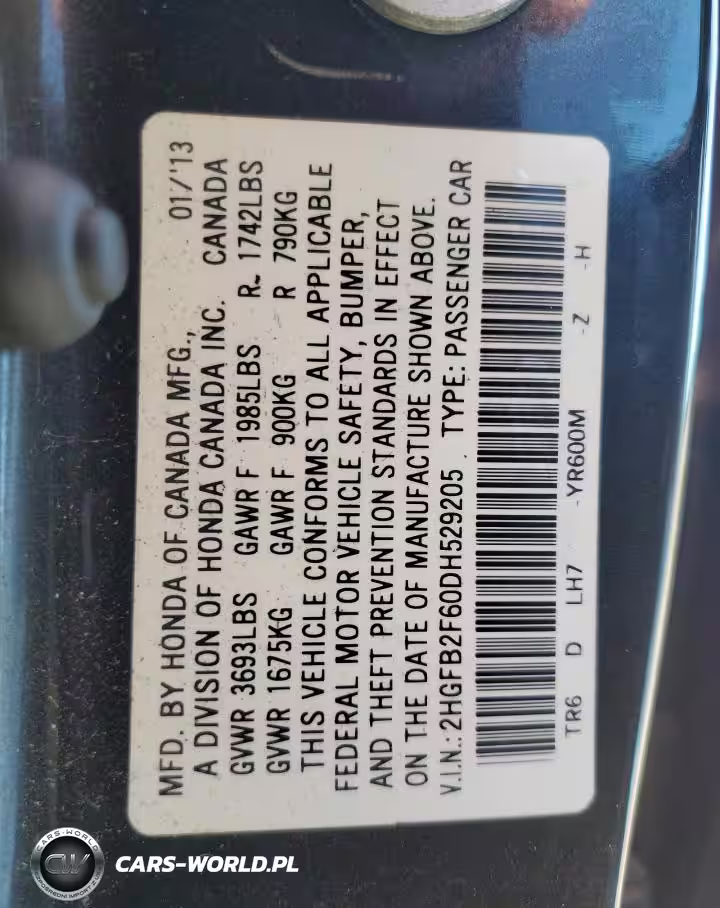 MFD. BY HONDA OF CANADA MFG., 01/'13
A DIVISION OF HONDA CANADA INC. CANADA
GVWR 3693LBS GAWR F 1985LBS R 1742LBS
GVWR 1675KG GAWR F 900KG R 790KG
THIS VEHICLE CONFORMS TO ALL APPLICABLE
FEDERAL MOTOR VEHICLE SAFETY, BUMPER,
AND THEFT PREVENTION STANDARDS IN EFFECT
ON THE DATE OF MANUFACTURE SHOWN ABOVE.
V.I.N.: 2HGFB2F60DH529205 TYPE: PASSENGER CAR
TR6 D LH7 -YR600M -Z -H
CARS-WORLD
CW
CARS-WORLD.PL